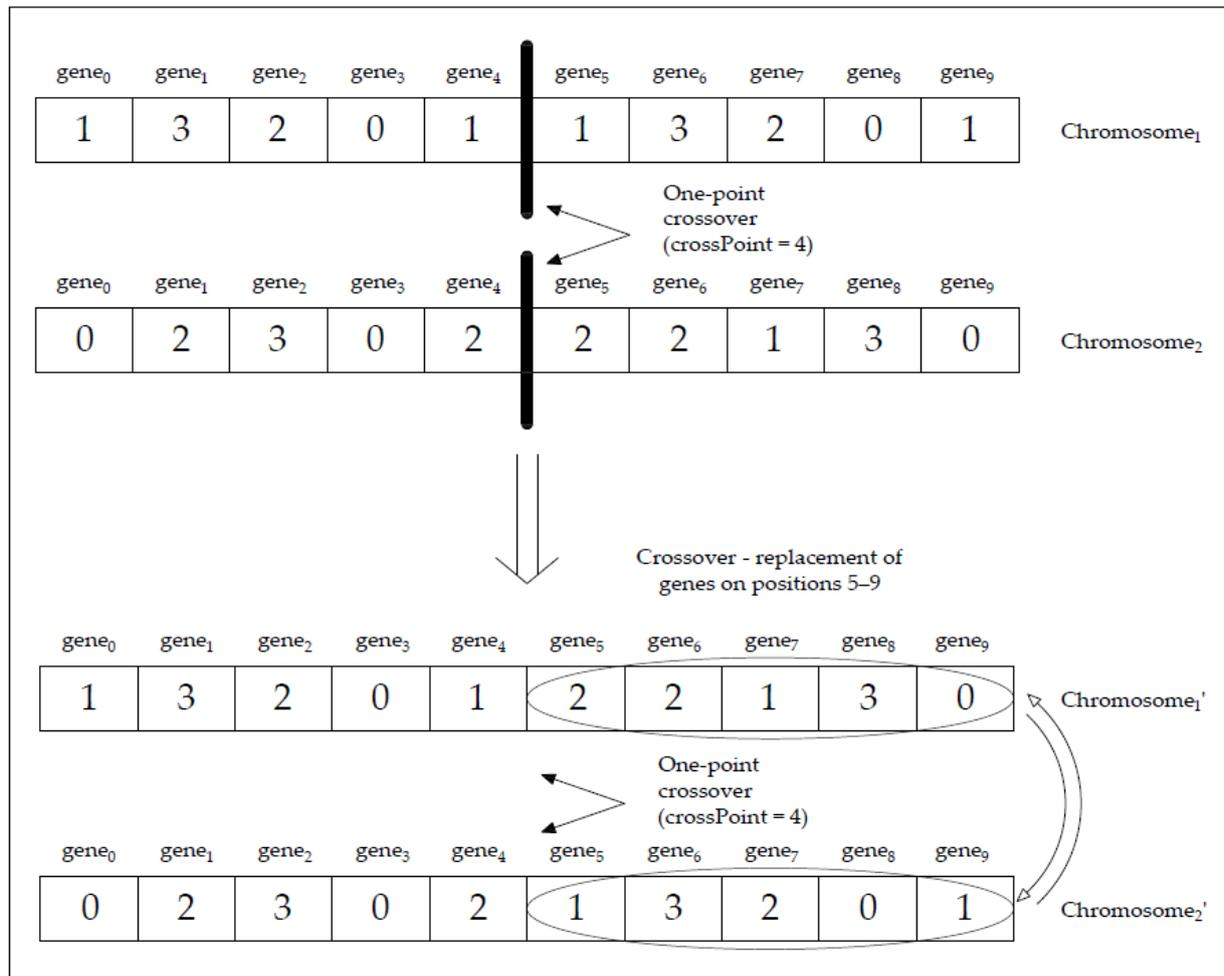 gene₀ gene₁ gene₂ gene₃ gene₄ gene₅ gene₆ gene₇ gene₈ gene₉
1 3 2 0 1 1 3 2 0 1 Chromosome₁
One-point
crossover
(crossPoint = 4)
gene₀ gene₁ gene₂ gene₃ gene₄ gene₅ gene₆ gene₇ gene₈ gene₉
0 2 3 0 2 2 2 1 3 0 Chromosome₂
Crossover - replacement of
genes on positions 5–9
gene₀ gene₁ gene₂ gene₃ gene₄ gene₅ gene₆ gene₇ gene₈ gene₉
1 3 2 0 1 2 2 1 3 0 Chromosome₁'
One-point
crossover
(crossPoint = 4)
gene₀ gene₁ gene₂ gene₃ gene₄ gene₅ gene₆ gene₇ gene₈ gene₉
0 2 3 0 2 1 3 2 0 1 Chromosome₂'